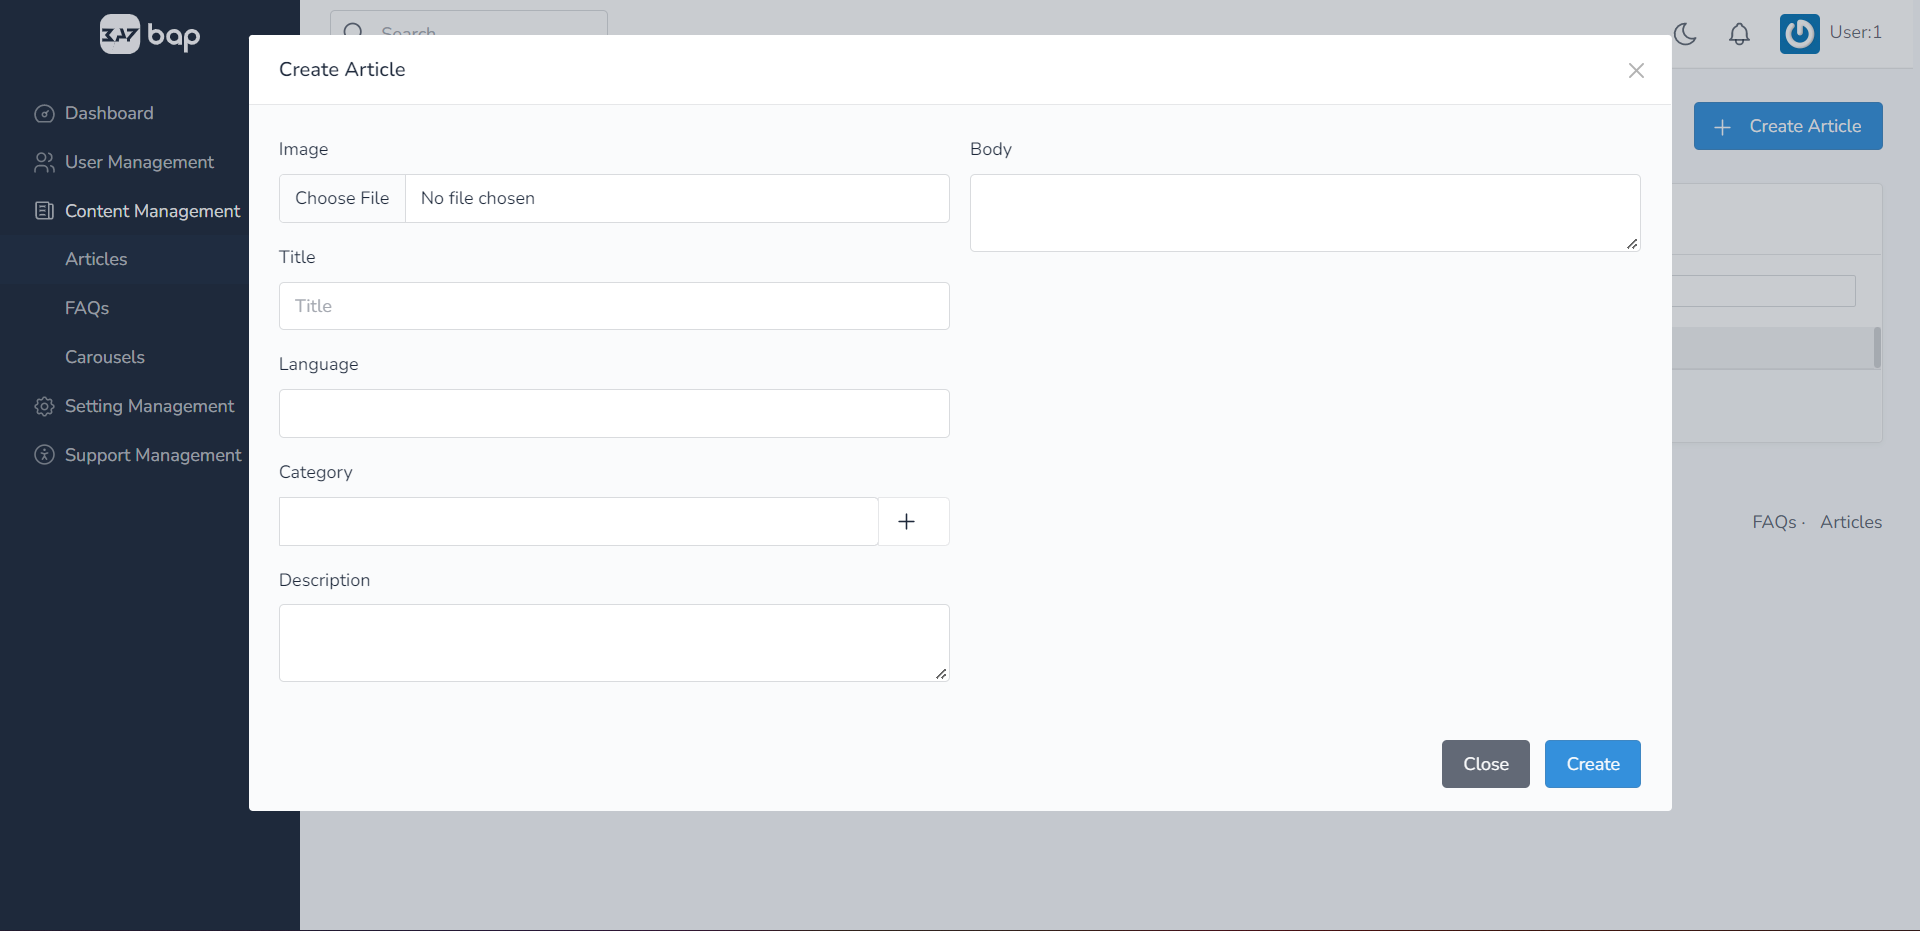 bap
Search
User:1
Dashboard
User Management
Content Management
Articles
FAQs
Carousels
Setting Management
Support Management
Create Article
Create Article
Image
Choose File
No file chosen
Title
Title
Language
Category
Description
Body
Close
Create
FAQs · Articles